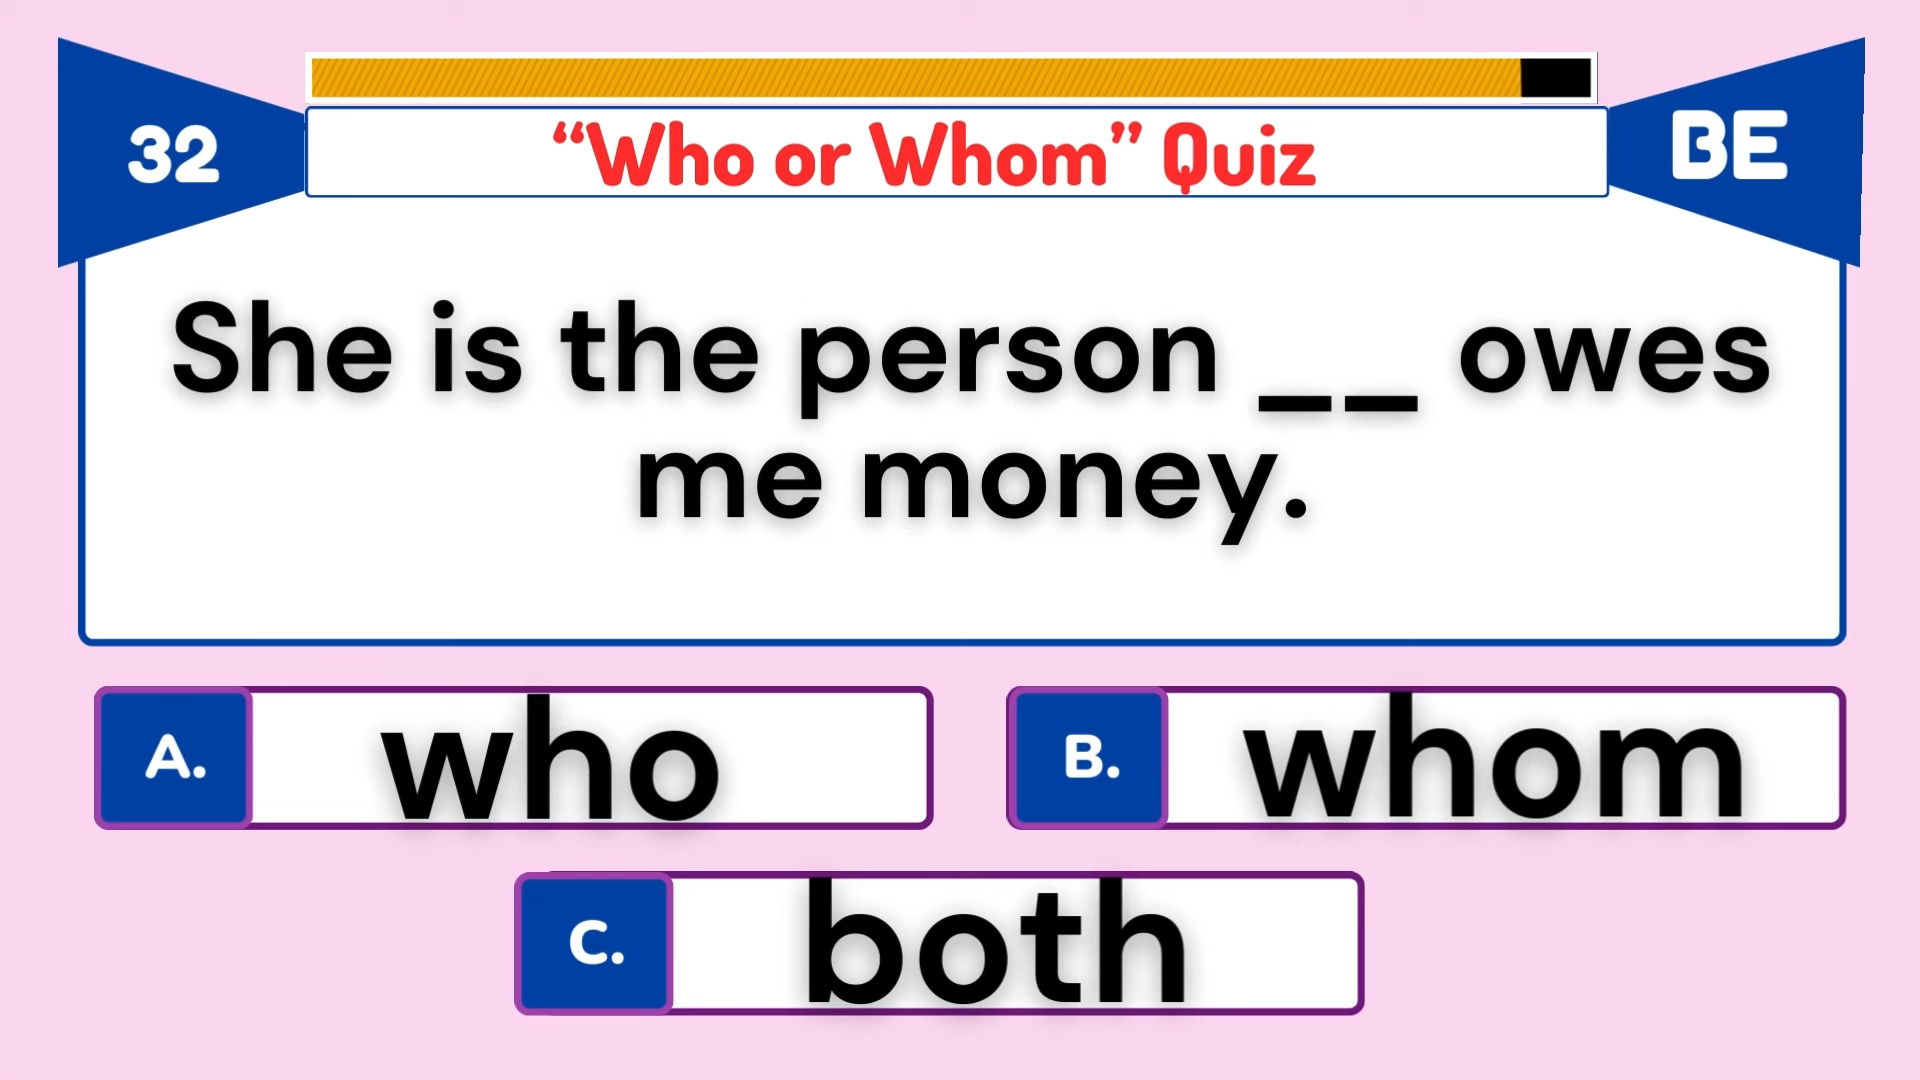 32
“Who or Whom” Quiz
BE
She is the person __ owes
me money.
A. who
B. whom
C. both